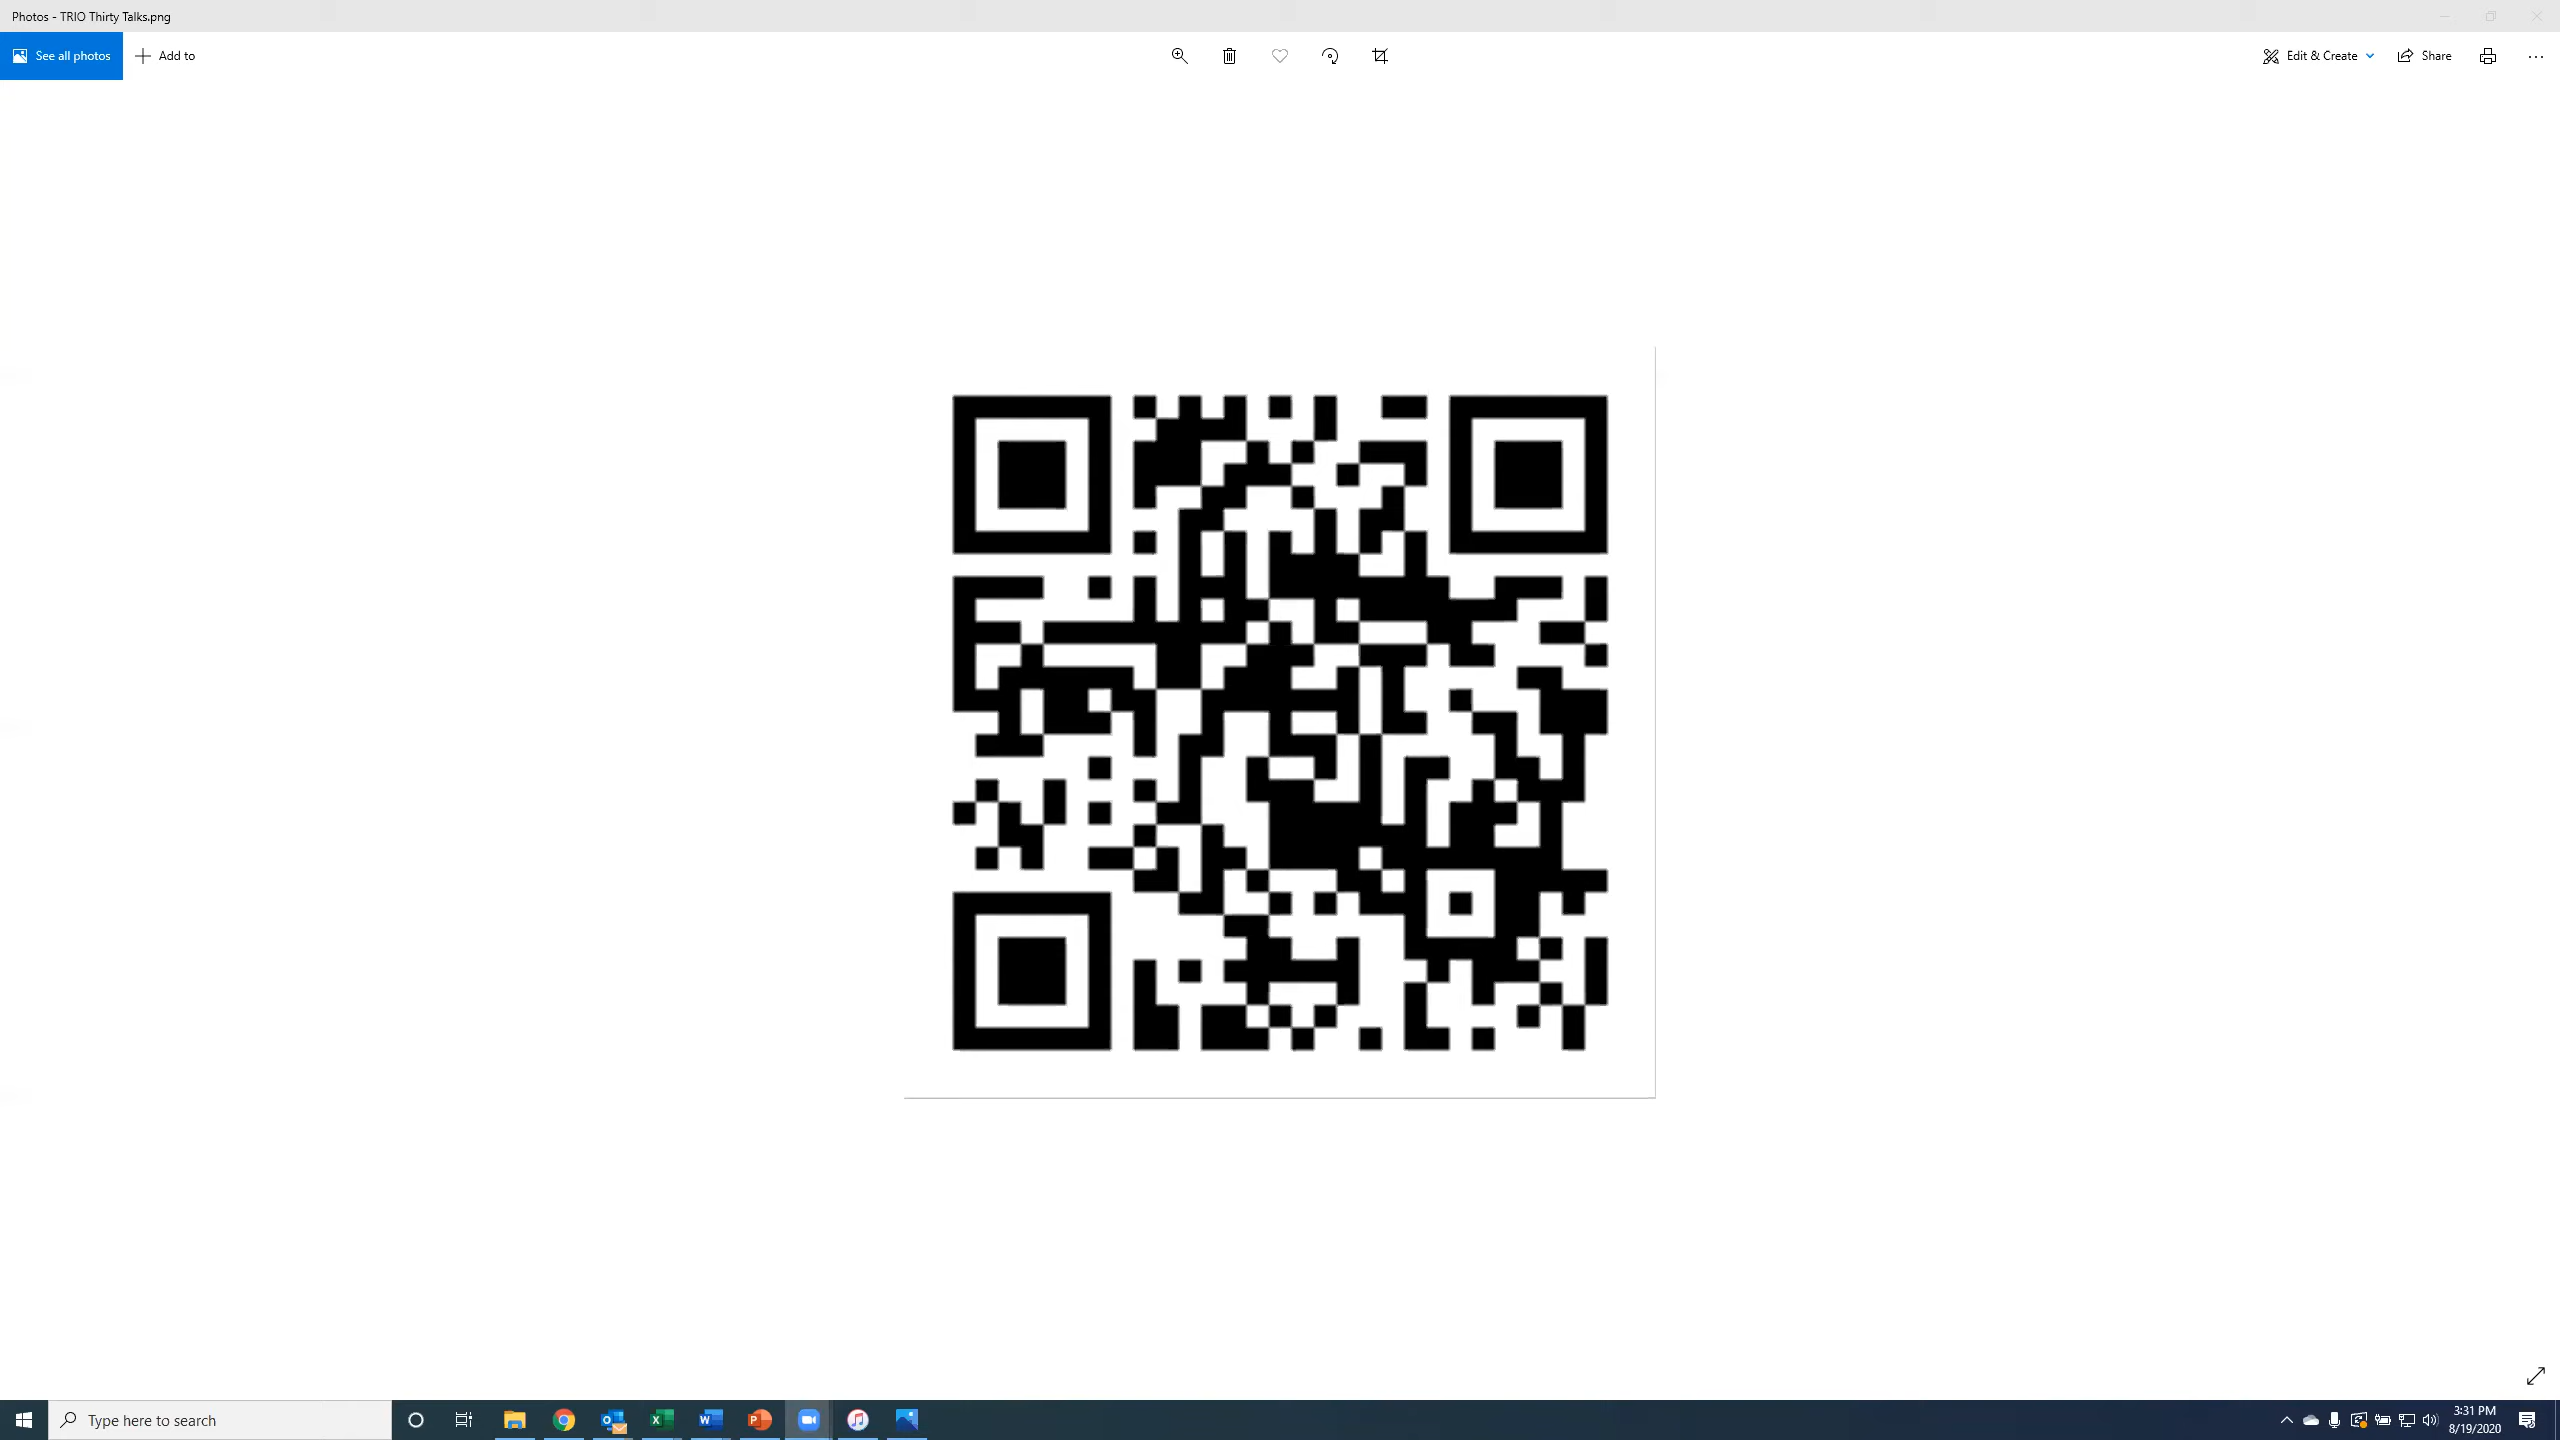 Photos - TRIO Thirty Talks.png
See all photos
Add to
Edit & Create
Share
Type here to search
3:31 PM
8/19/2020